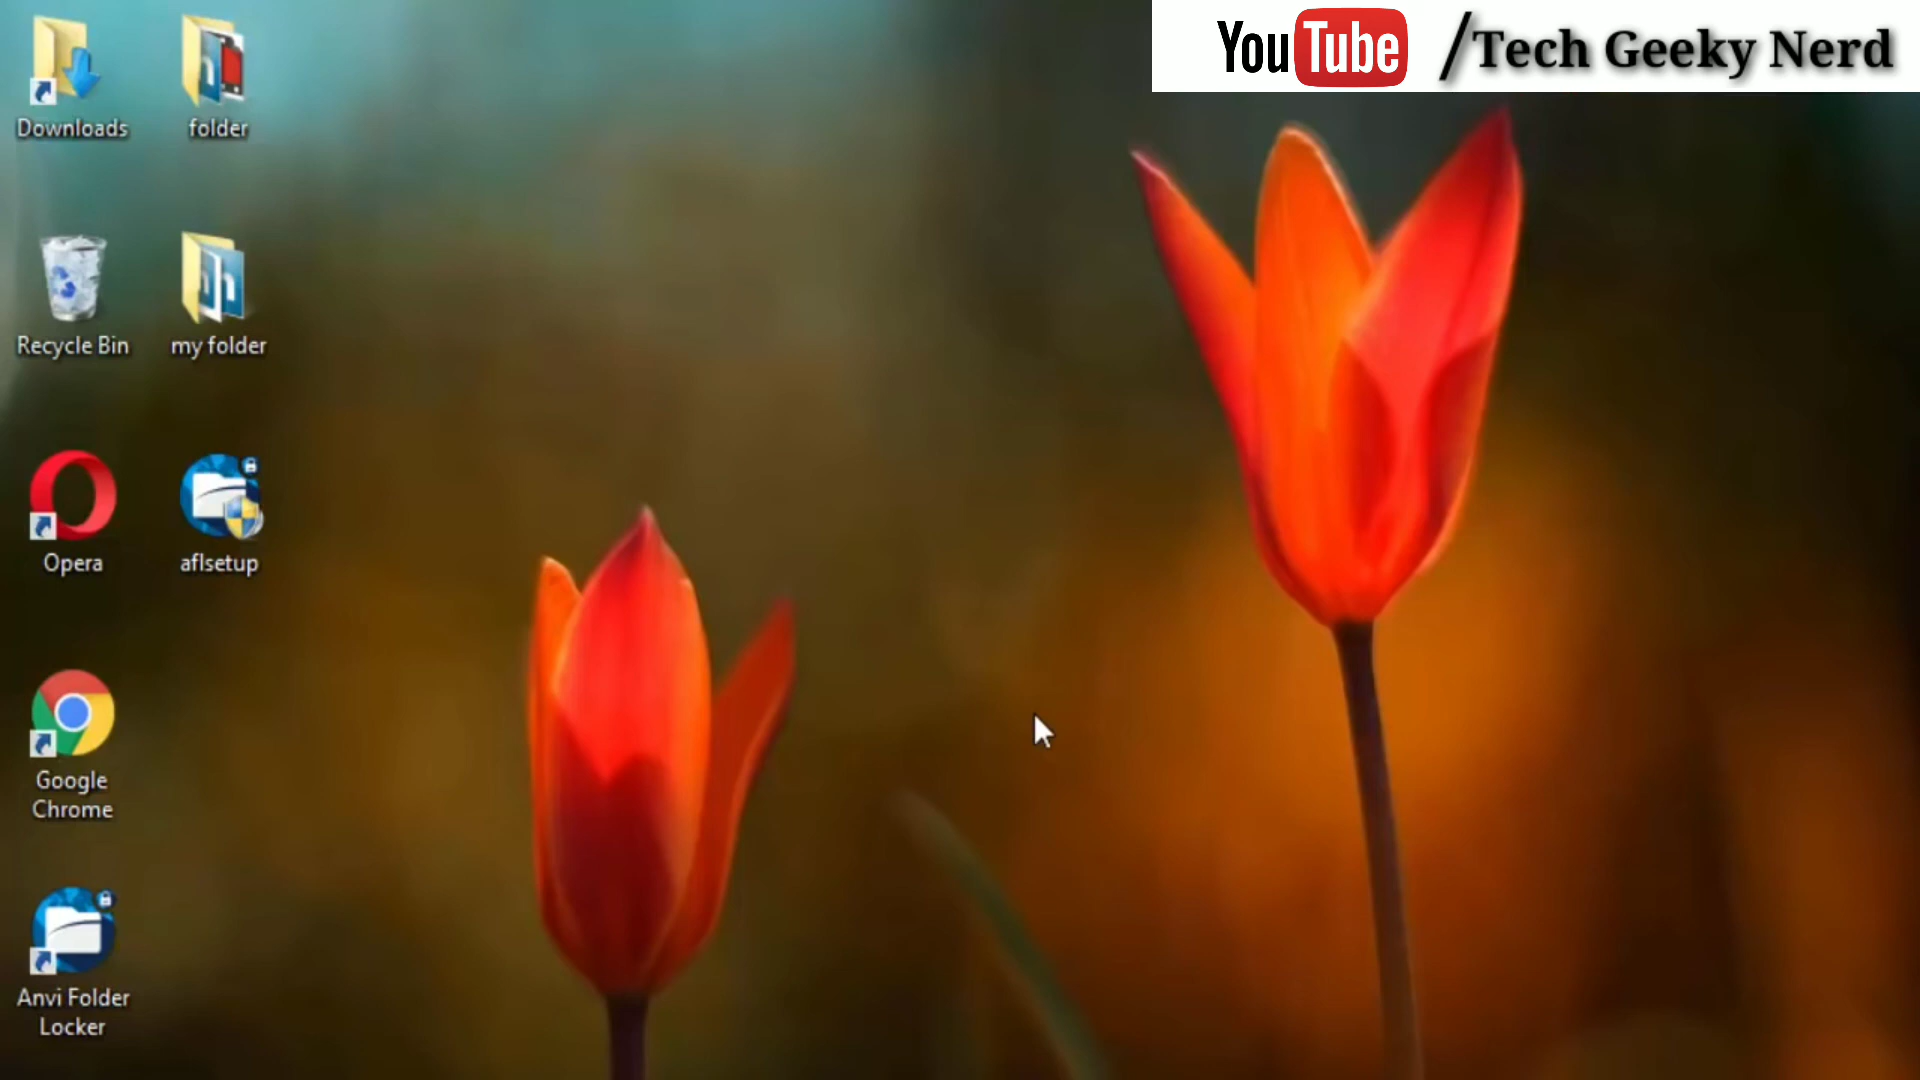 YouTube /Tech Geeky Nerd
Downloads
folder
Recycle Bin
my folder
Opera
aflsetup
Google
Chrome
Anvi Folder
Locker